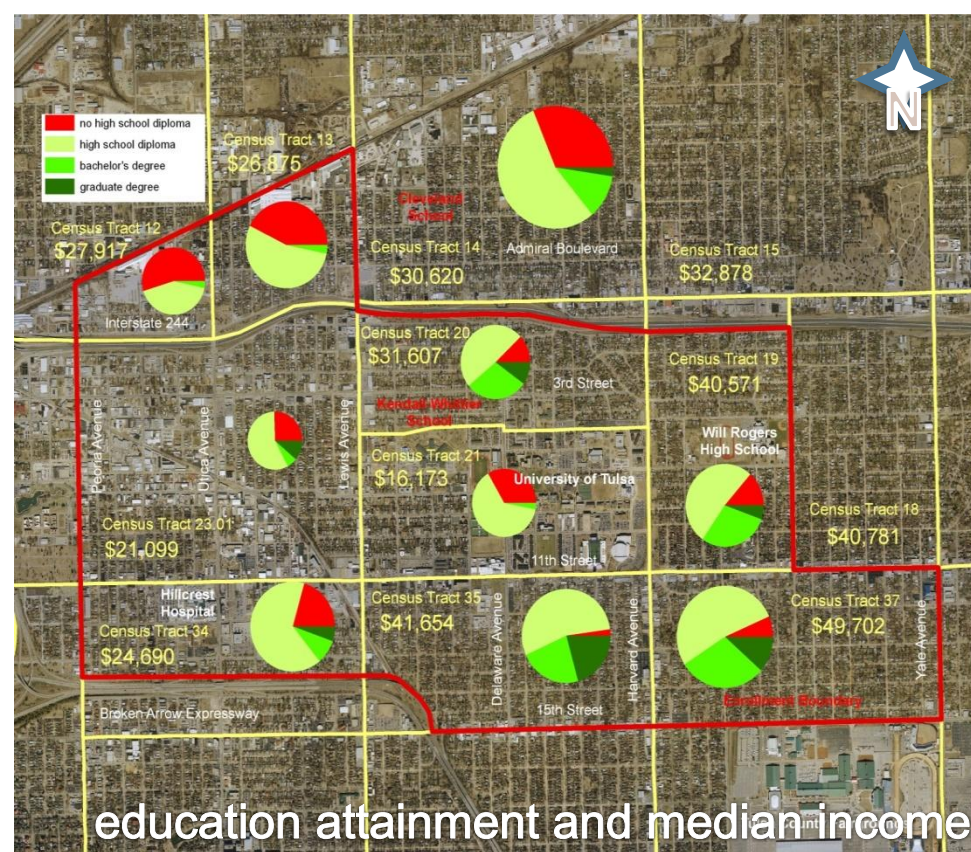 N
no high school diploma
high school diploma
bachelor's degree
graduate degree
Census Tract 13
$26,875
Cleveland
School
Census Tract 12
$27,917
Census Tract 14
$30,620
Admiral Boulevard
Census Tract 15
$32,878
Interstate 244
Census Tract 20
$31,607
3rd Street
Census Tract 19
$40,571
Kendall-Whittier
School
Peoria Avenue
Utica Avenue
Lewis Avenue
Will Rogers
High School
Census Tract 21
$16,173
University of Tulsa
Census Tract 23.01
$21,099
Census Tract 18
$40,781
11th Street
Hillcrest
Hospital
Census Tract 34
$24,690
Census Tract 35
$41,654
Delaware Avenue
Harvard Avenue
Census Tract 37
$49,702
Yale Avenue
15th Street
Enrollment Boundary
Broken Arrow Expressway
education attainment and median income